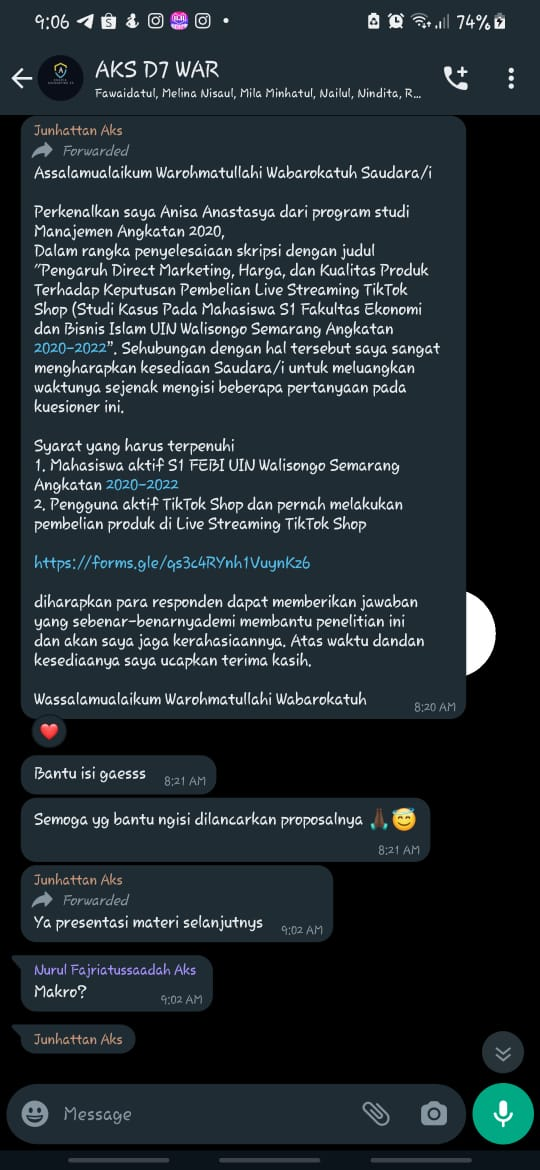 9:06 74%
AKS D7 WAR
Fawaidatul, Melina Nisaul, Mila Minhatul, Nailul, Nindita, R...
Junhattan Aks
Forwarded
Assalamualaikum Warohmatullahi Wabarokatuh Saudara/i
Perkenalkan saya Anisa Anastasya dari program studi
Manajemen Angkatan 2020,
Dalam rangka penyelesaian skripsi dengan judul
"Pengaruh Direct Marketing, Harga, dan Kualitas Produk
Terhadap Keputusan Pembelian Live Streaming TikTok
Shop (Studi Kasus Pada Mahasiswa S1 Fakultas Ekonomi
dan Bisnis Islam UIN Walisongo Semarang Angkatan
2020-2022". Sehubungan dengan hal tersebut saya sangat
mengharapkan kesediaan Saudara/i untuk meluangkan
waktunya sejenak mengisi beberapa pertanyaan pada
kuesioner ini.
Syarat yang harus terpenuhi
1. Mahasiswa aktif S1 FEBI UIN Walisongo Semarang
Angkatan 2020-2022
2. Pengguna aktif TikTok Shop dan pernah melakukan
pembelian produk di Live Streaming TikTok Shop
https://forms.gle/qs3c4RYnh1VuynKz6
diharapkan para responden dapat memberikan jawaban
yang sebenar-benarnyademi membantu penelitian ini
dan akan saya jaga kerahasiaannya. Atas waktu dandan
kesediaanya saya ucapkan terima kasih.
Wassalamualaikum Warohmatullahi Wabarokatuh
8:20 AM
Bantu isi gaesss 8:21 AM
Semoga yg bantu ngisi dilancarkan proposalnya 🙏🏿😇
8:21 AM
Junhattan Aks
Forwarded
Ya presentasi materi selanjutnys 9:02 AM
Nurul Fajriatussaadah Aks
Makro? 9:02 AM
Junhattan Aks
Message